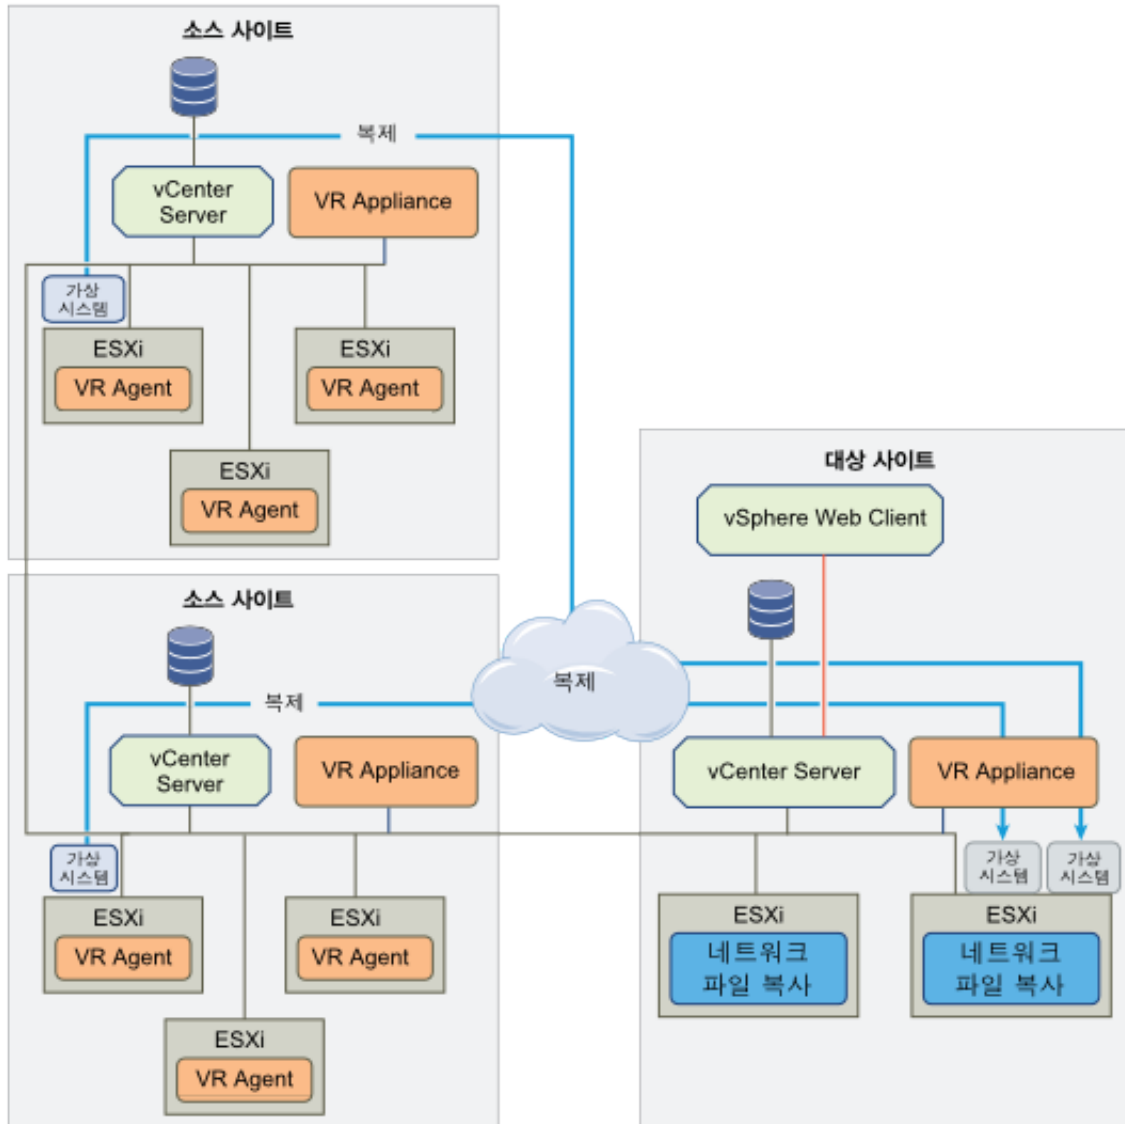 소스 사이트
복제
vCenter
Server
VR Appliance
가상
시스템
ESXi
VR Agent
ESXi
VR Agent
ESXi
VR Agent
소스 사이트
복제
vCenter
Server
VR Appliance
가상
시스템
ESXi
VR Agent
ESXi
VR Agent
ESXi
VR Agent
복제
대상 사이트
vSphere Web Client
vCenter Server
VR Appliance
가상
시스템
가상
시스템
ESXi
네트워크
파일 복사
ESXi
네트워크
파일 복사